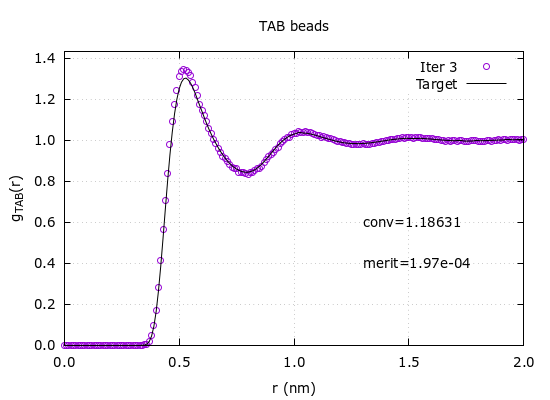 TAB beads
Iter 3
Target
1.4
1.2
1.0
0.8
0.6
0.4
0.2
0.0
g_TAB(r)
conv=1.18631
merit=1.97e-04
0.0 0.5 1.0 1.5 2.0
r (nm)